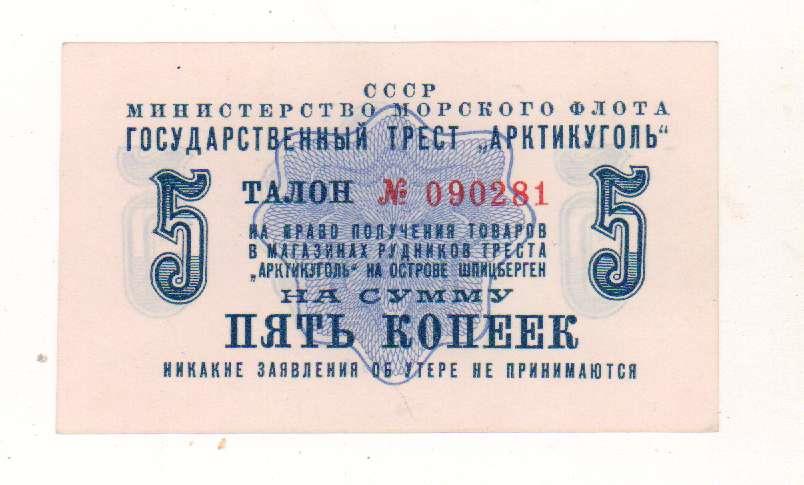 СССР
МИНИСТЕРСТВО МОРСКОГО ФЛОТА
ГОСУДАРСТВЕННЫЙ ТРЕСТ „АРКТИКУГОЛЬ“
5 ТАЛОН № 090281 5
НА ПРАВО ПОЛУЧЕНИЯ ТОВАРОВ
В МАГАЗИНАХ РУДНИКОВ ТРЕСТА
„АРКТИКУГОЛЬ“ НА ОСТРОВЕ ШПИЦБЕРГЕН
НА СУММУ
ПЯТЬ КОПЕЕК
НИКАКИЕ ЗАЯВЛЕНИЯ ОБ УТЕРЕ НЕ ПРИНИМАЮТСЯ